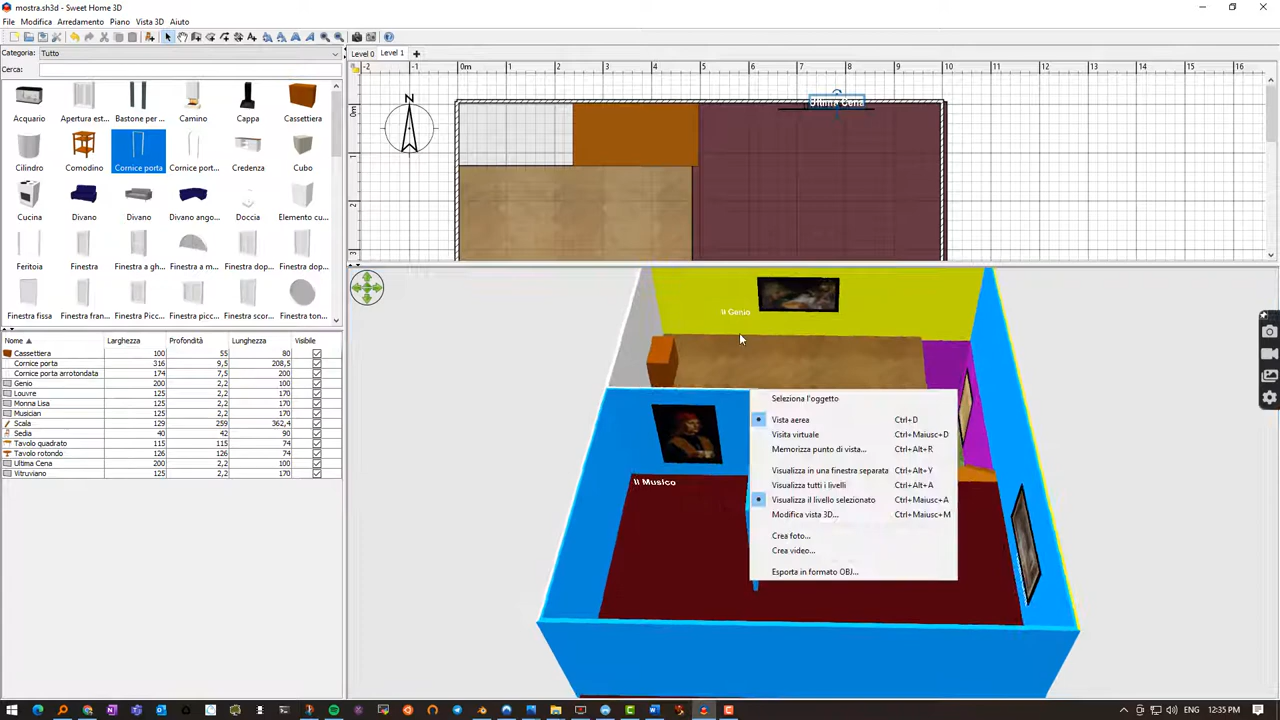 mostra.sh3d - Sweet Home 3D
File Modifica Arredamento Piano Vista 3D Aiuto
Categoria: Tutto
Cerca:
Acquario Apertura est... Bastone per ... Camino Cappa Cassettiera
Cilindro Comodino Cornice porta Cornice port... Credenza Cubo
Cucina Divano Divano Divano ango... Doccia Elemento cu...
Feritoia Finestra Finestra a gh... Finestra a m... Finestra dop... Finestra dop...
Finestra fissa Finestra fran... Finestra Picc... Finestra Picc... Finestra scor... Finestra ton...
Nome Larghezza Profondità Altezza Visibile
Cassettiera 100 55 80
Cornice porta 316 9,5 208,5
Cornice porta arrotondata 174 7,5 200
Genio 200 2,2 100
Louvre 125 2,2 170
Monna Lisa 125 2,2 170
Musician 125 2,2 170
Scala 129 259 362,4
Sedia 40 42 90
Tavolo quadrato 115 115 74
Tavolo rotondo 126 126 74
Ultima Cena 200 2,2 100
Vitruviano 125 2,2 170
Level 0 Level 1
-2 -1 0m 1 2 3 4 5 6 7 8 9 10 11 12 13 14 15 16
0m
1
2
3
N
Ultima Cena
Il Genio
Il Musico
Seleziona l'oggetto
Vista aerea Ctrl+D
Visita virtuale Ctrl+Maiusc+D
Memorizza punto di vista... Ctrl+Alt+R
Visualizza in una finestra separata Ctrl+Alt+Y
Visualizza tutti i livelli Ctrl+Alt+A
Visualizza il livello selezionato Ctrl+Maiusc+A
Modifica vista 3D... Ctrl+Maiusc+M
Crea foto...
Crea video...
Esporta in formato OBJ...
ENG 12:35 PM